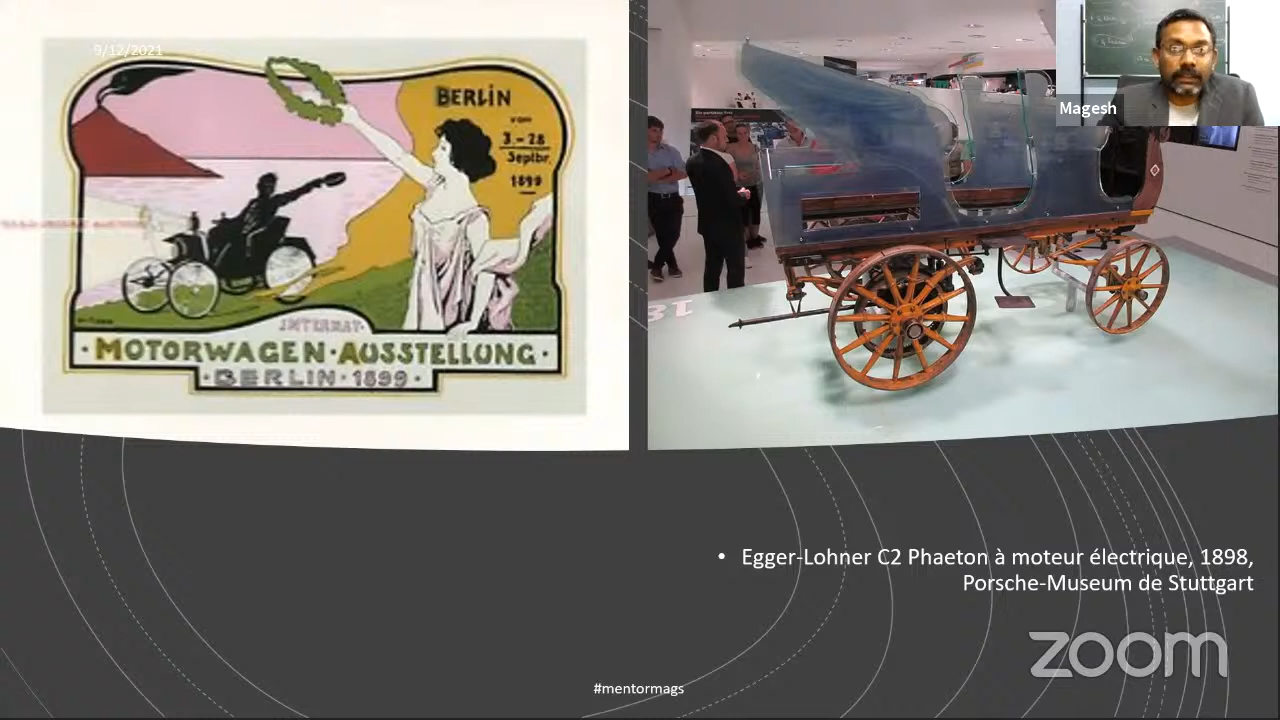 9/12/2021
BERLIN
VOM
3.-28
Septbr.
1899
INTERNAT.
·MOTORWAGEN·AUSSTELLUNG·
·BERLIN·1899·
Magesh
• Egger-Lohner C2 Phaeton à moteur électrique, 1898,
Porsche-Museum de Stuttgart
zoom
#mentormags